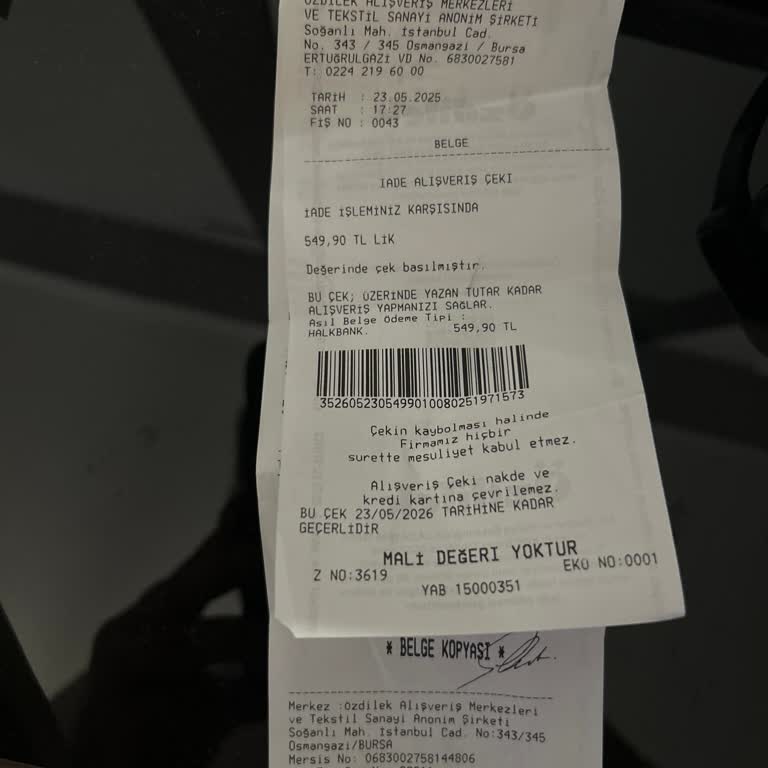 ÖZDİLEK ALIŞVERİŞ MERKEZLERİ
VE TEKSTİL SANAYİ ANONİM ŞİRKETİ
Soğanlı Mah. İstanbul Cad.
No. 343 / 345 Osmangazi / Bursa
ERTUĞRULGAZİ VD No. 6830027581
T: 0224 219 60 00
TARİH : 23.05.2025
SAAT : 17:27
FİŞ NO : 0043
BELGE
İADE ALIŞVERİŞ ÇEKİ
İADE İŞLEMİNİZ KARŞISINDA
549,90 TL LİK
Değerinde çek basılmıştır.
BU ÇEK; ÜZERİNDE YAZAN TUTAR KADAR
ALIŞVERİŞ YAPMANIZI SAĞLAR.
Asıl Belge Ödeme Tipi :
HALKBANK. 549,90 TL
3526052305499010080251971573
Çekin kaybolması halinde
Firmamız hiçbir
surette mesuliyet kabul etmez.
Alışveriş Çeki nakde ve
kredi kartına çevrilemez.
BU ÇEK 23/05/2026 TARİHİNE KADAR
GEÇERLİDİR
MALİ DEĞERİ YOKTUR
Z NO:3619 EKÜ NO:0001
YAB 15000351
* BELGE KOPYASI *
Merkez :Özdilek Alışveriş Merkezleri
ve Tekstil Sanayi Anonim Şirketi
Soğanlı Mah. İstanbul Cad. No:343/345
Osmangazi/BURSA
Mersis No: 0683002758144806